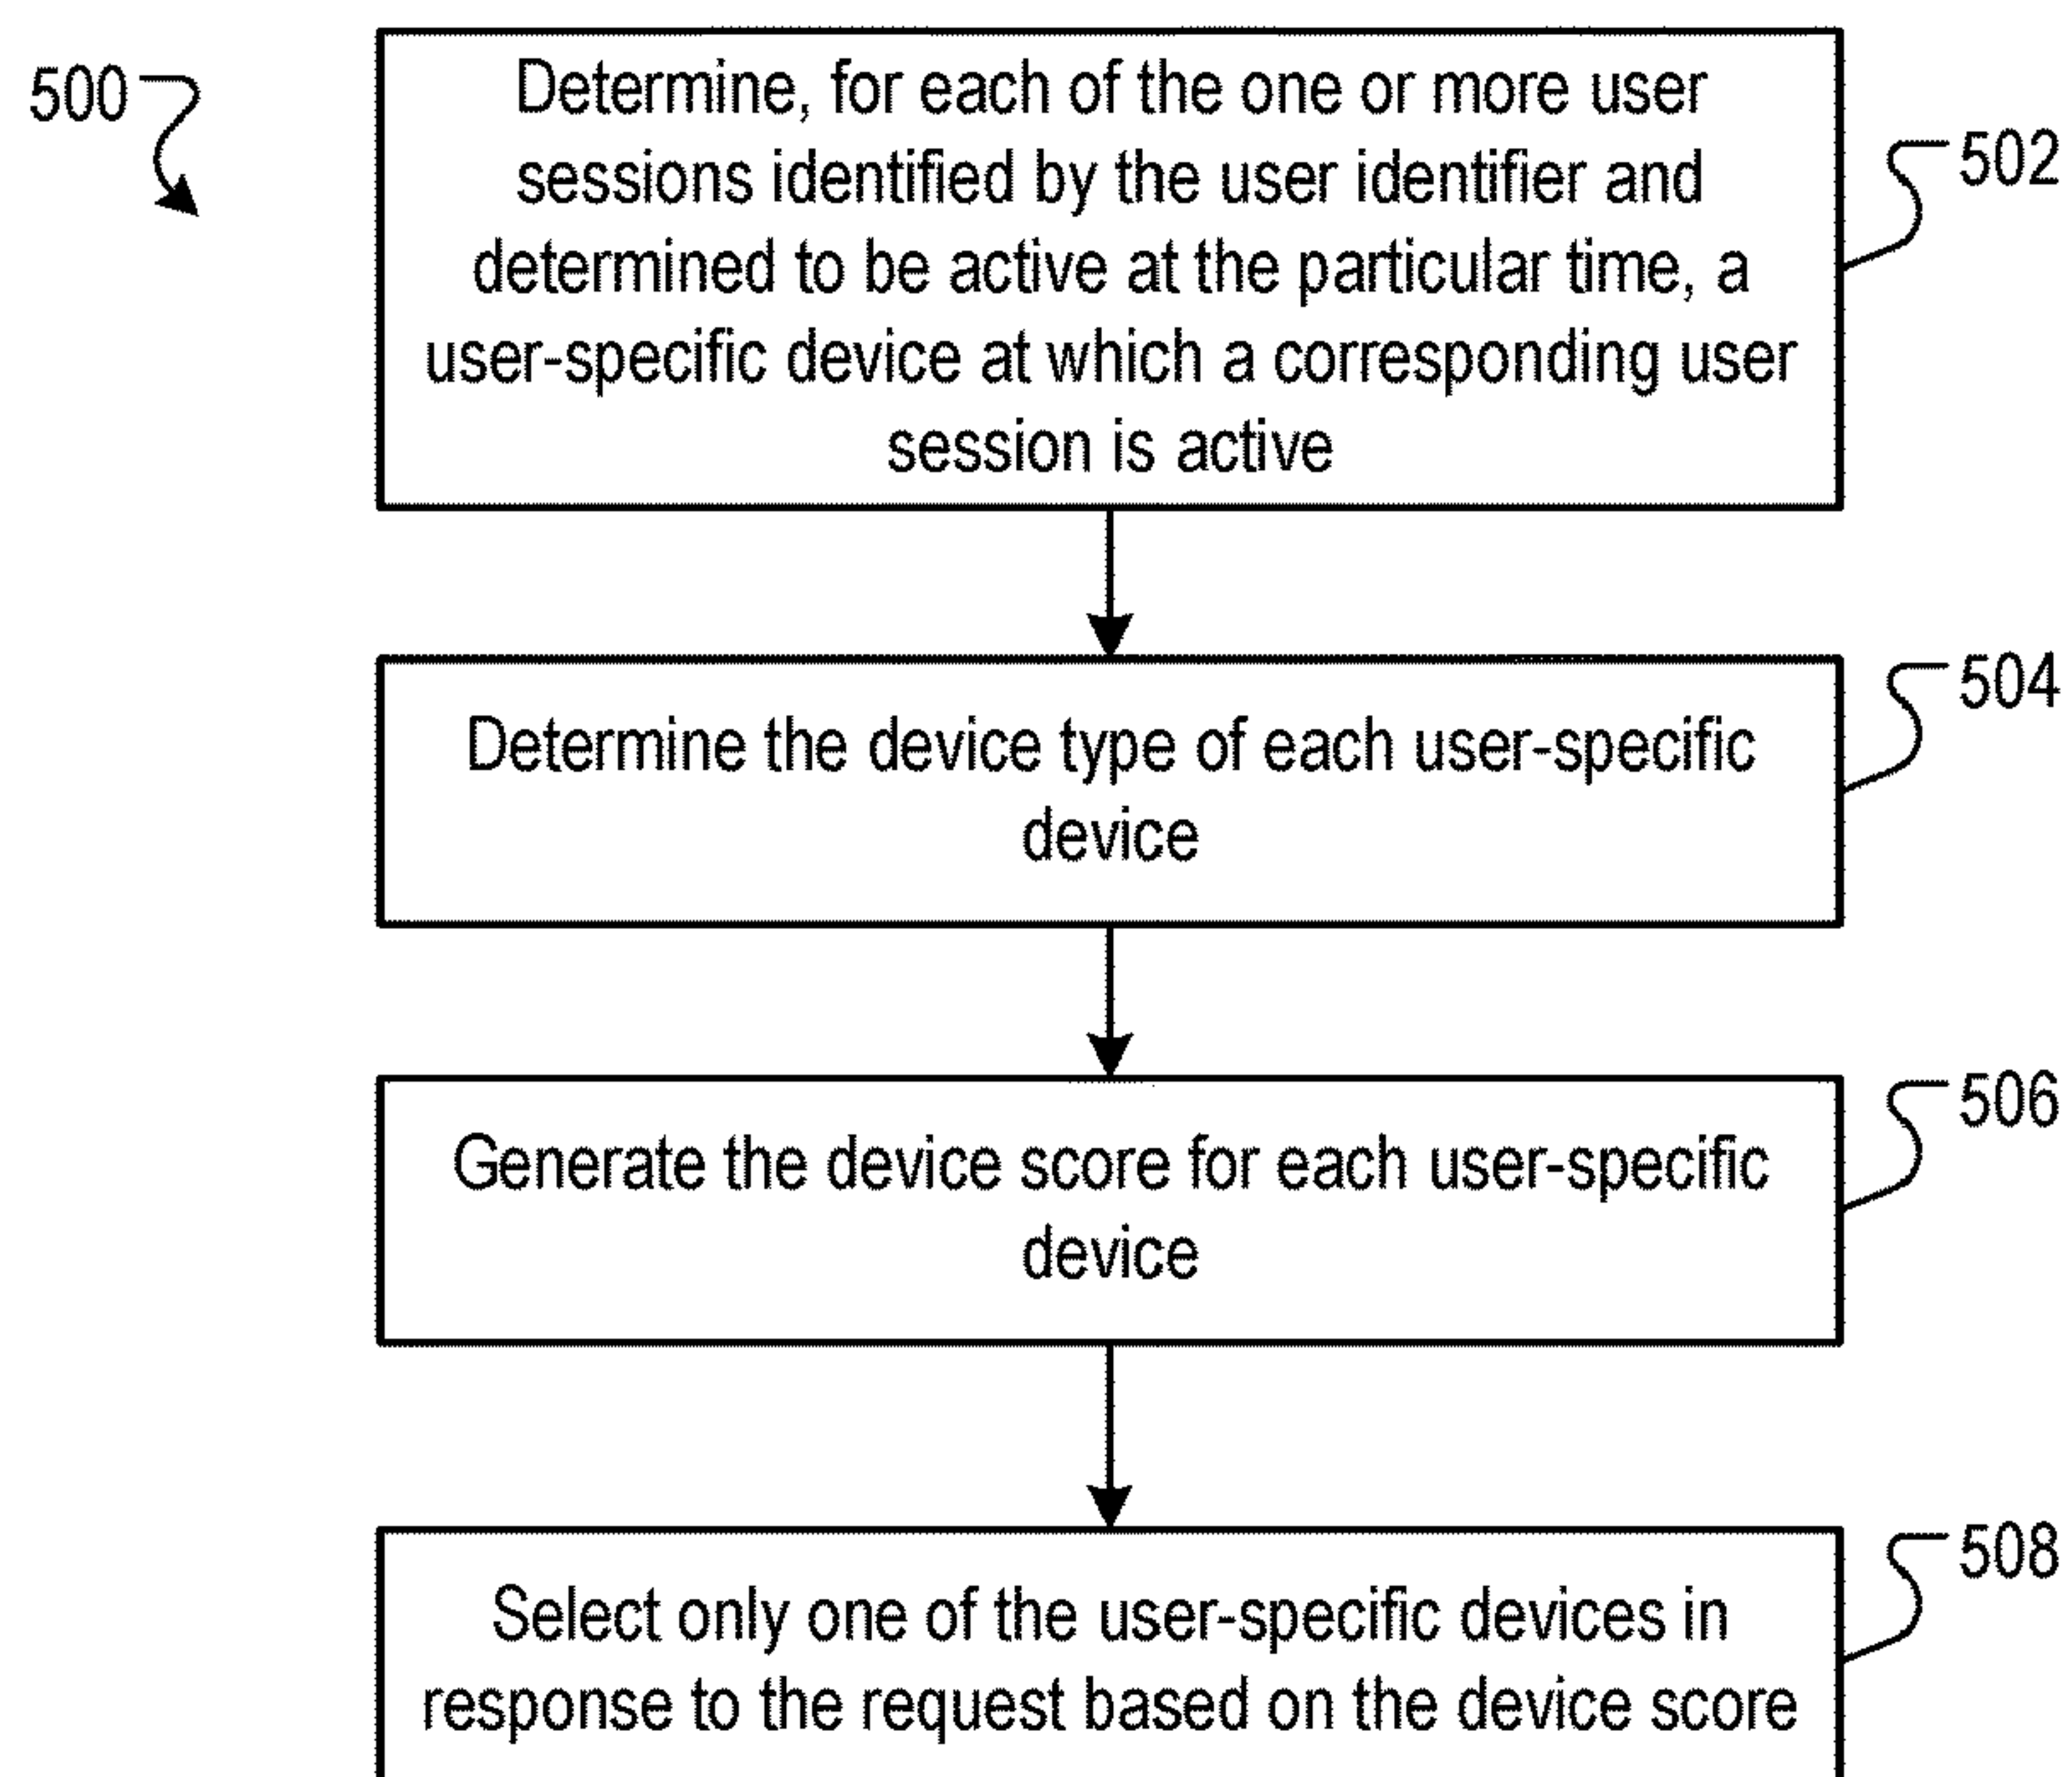 500
Determine, for each of the one or more user
sessions identified by the user identifier and
determined to be active at the particular time, a
user-specific device at which a corresponding user
session is active
502
Determine the device type of each user-specific
device
504
Generate the device score for each user-specific
device
506
Select only one of the user-specific devices in
response to the request based on the device score
508